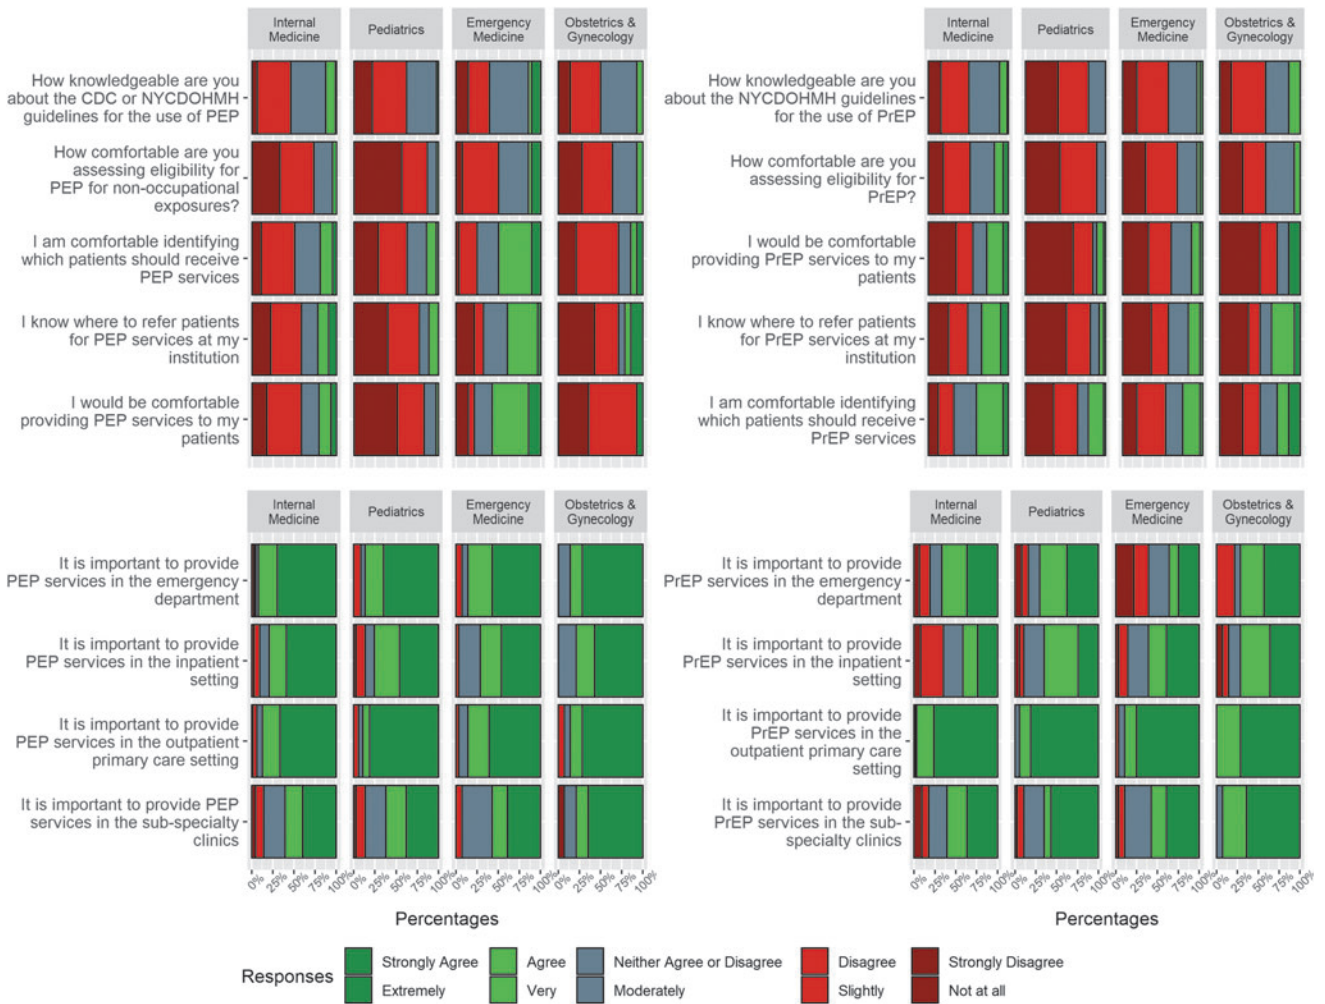 Internal
Medicine
Pediatrics
Emergency
Medicine
Obstetrics &
Gynecology
How knowledgeable are you
about the CDC or NYCDOHMH
guidelines for the use of PEP
How comfortable are you
assessing eligibility for
PEP for non-occupational
exposures?
I am comfortable identifying
which patients should receive
PEP services
I know where to refer patients
for PEP services at my
institution
I would be comfortable
providing PEP services to my
patients
Internal
Medicine
Pediatrics
Emergency
Medicine
Obstetrics &
Gynecology
How knowledgeable are you
about the NYCDOHMH guidelines
for the use of PrEP
How comfortable are you
assessing eligibility for
PrEP?
I would be comfortable
providing PrEP services to my
patients
I know where to refer patients
for PrEP services at my
institution
I am comfortable identifying
which patients should receive
PrEP services
Internal
Medicine
Pediatrics
Emergency
Medicine
Obstetrics &
Gynecology
It is important to provide
PEP services in the emergency
department
It is important to provide
PEP services in the inpatient
setting
It is important to provide
PEP services in the outpatient
primary care setting
It is important to provide PEP
services in the sub-specialty
clinics
0% 25% 50% 75% 100% 0% 25% 50% 75% 100% 0% 25% 50% 75% 100% 0% 25% 50% 75% 100%
Percentages
Internal
Medicine
Pediatrics
Emergency
Medicine
Obstetrics &
Gynecology
It is important to provide
PrEP services in the emergency
department
It is important to provide
PrEP services in the inpatient
setting
It is important to provide
PrEP services in the
outpatient primary care
setting
It is important to provide
PrEP services in the sub-
specialty clinics
0% 25% 50% 75% 100% 0% 25% 50% 75% 100% 0% 25% 50% 75% 100% 0% 25% 50% 75% 100%
Percentages
Responses
Strongly Agree Agree Neither Agree or Disagree Disagree Strongly Disagree
Extremely Very Moderately Slightly Not at all